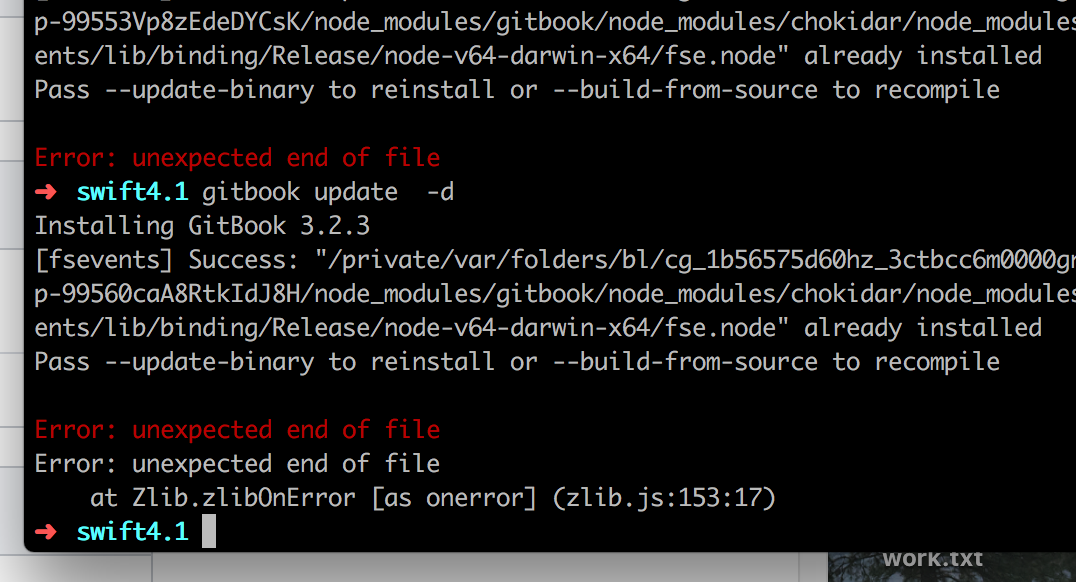 p-99553Vp8zEdeDYCsK/node_modules/gitbook/node_modules/chokidar/node_modules
ents/lib/binding/Release/node-v64-darwin-x64/fse.node" already installed
Pass --update-binary to reinstall or --build-from-source to recompile
Error: unexpected end of file
➜ swift4.1 gitbook update  -d
Installing GitBook 3.2.3
[fsevents] Success: "/private/var/folders/bl/cg_1b56575d60hz_3ctbcc6m0000gn
p-99560caA8RtkIdJ8H/node_modules/gitbook/node_modules/chokidar/node_modules
ents/lib/binding/Release/node-v64-darwin-x64/fse.node" already installed
Pass --update-binary to reinstall or --build-from-source to recompile
Error: unexpected end of file
Error: unexpected end of file
    at Zlib.zlibOnError [as onerror] (zlib.js:153:17)
➜ swift4.1
work.txt